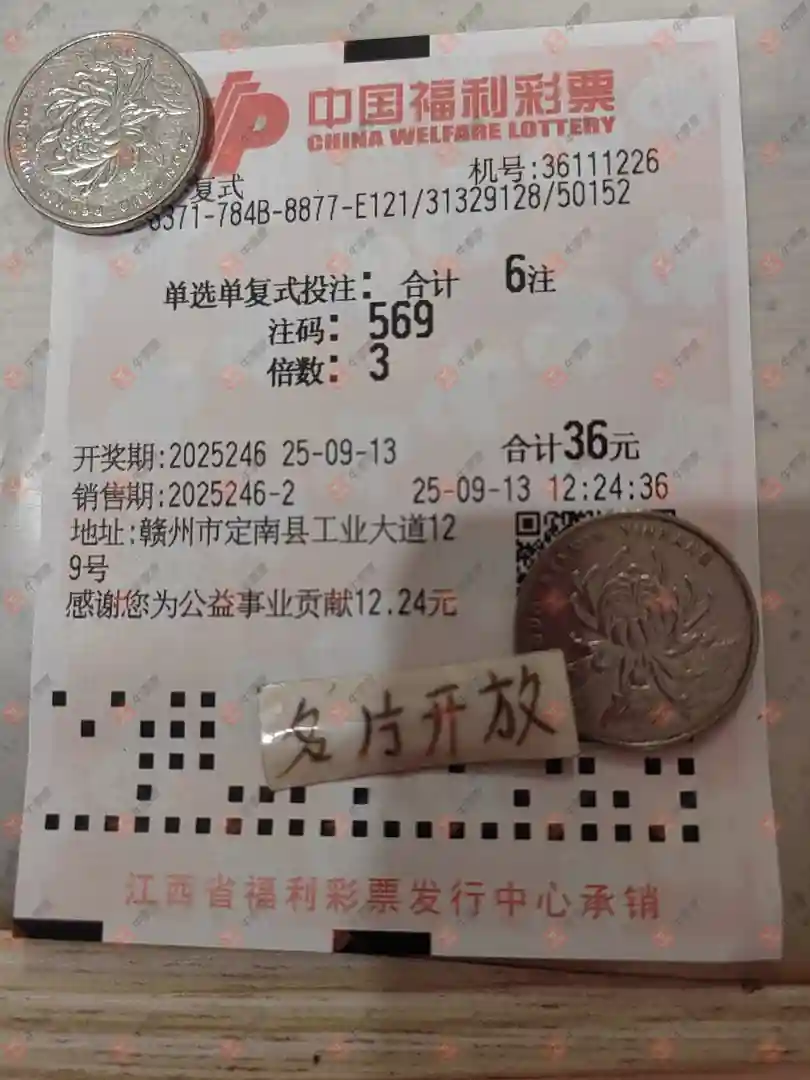 中国福利彩票
CHINA WELFARE LOTTERY
机号:36111226
复式
8371-784B-8877-E121/31329128/50152
单选单复式投注: 合计 6注
注码: 569
倍数: 3
开奖期:2025246 25-09-13 合计36元
销售期:2025246-2 25-09-13 12:24:36
地址:赣州市定南县工业大道12
9号
感谢您为公益事业贡献12.24元
名片开放
江西省福利彩票发行中心承销